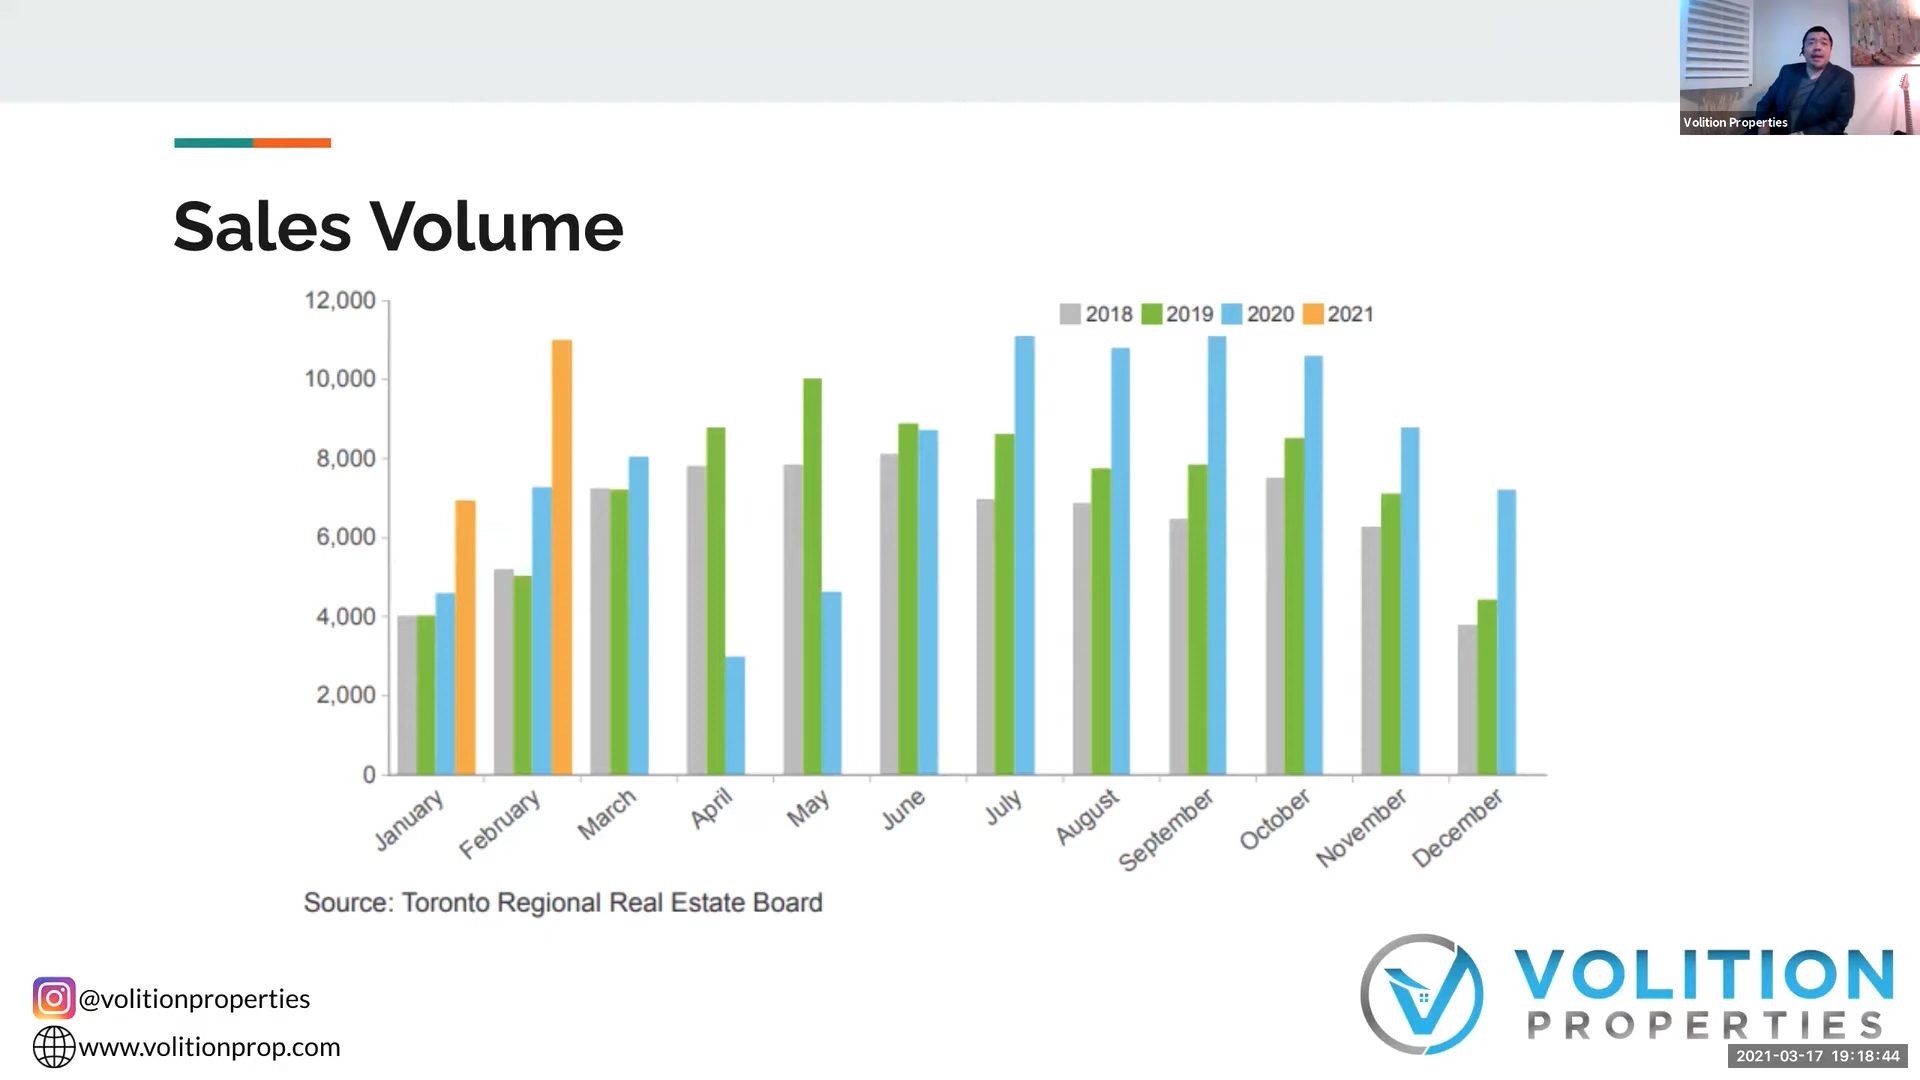 Volition Properties
Sales Volume
12,000
10,000
8,000
6,000
4,000
2,000
0
2018 2019 2020 2021
January February March April May June July August September October November December
Source: Toronto Regional Real Estate Board
@volitionproperties
www.volitionprop.com
VOLITION
PROPERTIES
2021-03-17 19:18:44